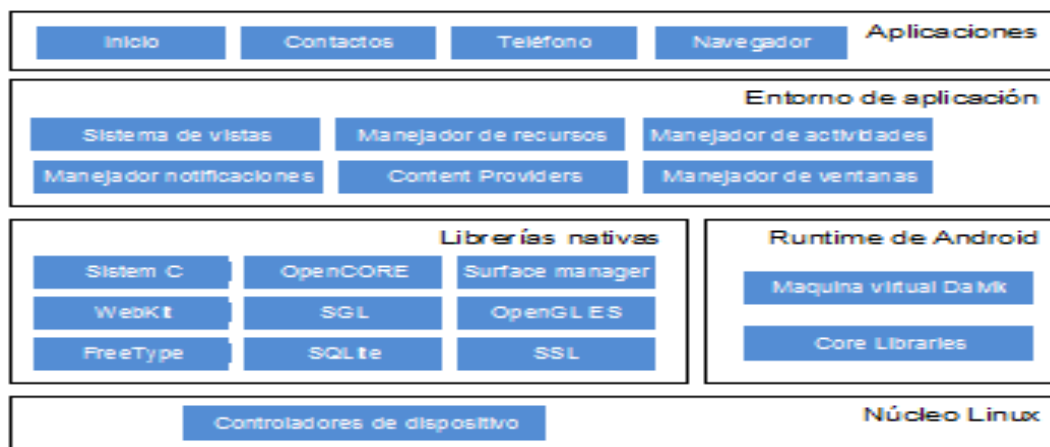 Inicio Contactos Teléfono Navegador Aplicaciones
Entorno de aplicación
Sistema de vistas Manejador de recursos Manejador de actividades
Manejador notificaciones Content Providers Manejador de ventanas
Librerías nativas
Sistem C OpenCORE Surface manager
WebKit SGL OpenGL ES
FreeType SQLite SSL
Runtime de Android
Maquina virtual Dalvik
Core Libraries
Núcleo Linux
Controladores de dispositivo